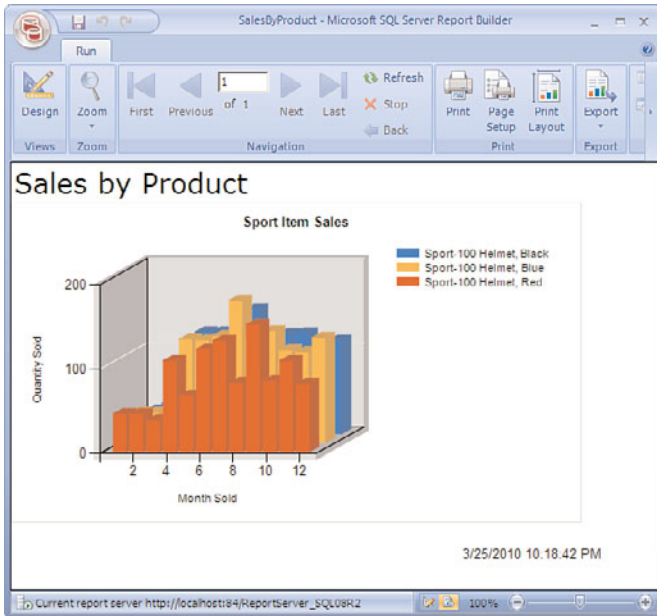 SalesByProduct - Microsoft SQL Server Report Builder
Run
Design
Zoom
First
Previous
1
of 1
Next
Last
Refresh
Stop
Back
Print
Page Setup
Print Layout
Export
Views
Zoom
Navigation
Print
Export
Sales by Product
Sport Item Sales
Sport-100 Helmet, Black
Sport-100 Helmet, Blue
Sport-100 Helmet, Red
200
100
0
Quantity Sold
2 4 6 8 10 12
Month Sold
3/25/2010 10:18:42 PM
Current report server http://localhost:84/ReportServer_SQL08R2
100%